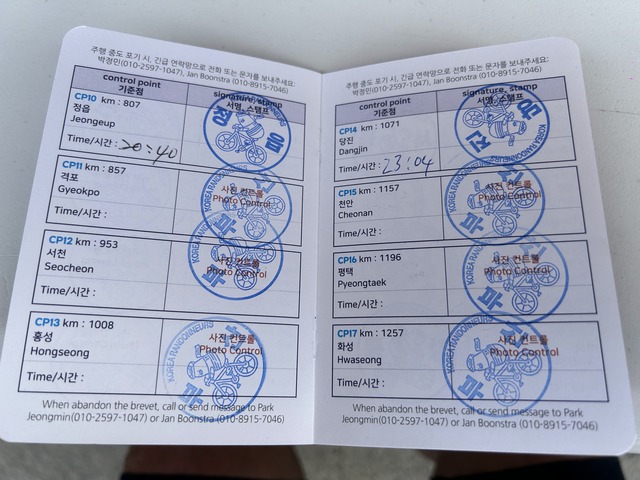 주행 중도 포기 시, 긴급 연락망으로 전화 또는 문자를 보내주세요:
박정민(010-2597-1047), Jan Boonstra (010-8915-7046)
control point
기준점
signature, stamp
서명, 스탬프
CP10 km : 807
정읍
Jeongeup
Time/시간 : 20:40
정읍
CP11 km : 857
격포
Gyeokpo
Time/시간 :
사진 컨트롤
Photo Control
KOREA RANDONNEURS
CP12 km : 953
서천
Seocheon
Time/시간 :
사진 컨트롤
Photo Control
CP13 km : 1008
홍성
Hongseong
Time/시간 :
사진 컨트롤
Photo Control
KOREA RANDONNEURS
When abandon the brevet, call or send message to Park
Jeongmin(010-2597-1047) or Jan Boonstra (010-8915-7046)
주행 중도 포기 시, 긴급 연락망으로 전화 또는 문자를 보내주세요:
박정민(010-2597-1047), Jan Boonstra (010-8915-7046)
control point
기준점
signature, stamp
서명, 스탬프
CP14 km : 1071
당진
Dangjin
Time/시간 : 23:04
KOREA RANDONNEURS
CP15 km : 1157
천안
Cheonan
Time/시간 :
사진 컨트롤
Photo Control
KOREA RANDONNEURS
CP16 km : 1196
평택
Pyeongtaek
Time/시간 :
사진 컨트롤
Photo Control
CP17 km : 1257
화성
Hwaseong
Time/시간 :
사진 컨트롤
Photo Control
KOREA RANDONNEURS
When abandon the brevet, call or send message to Park
Jeongmin(010-2597-1047) or Jan Boonstra (010-8915-7046)